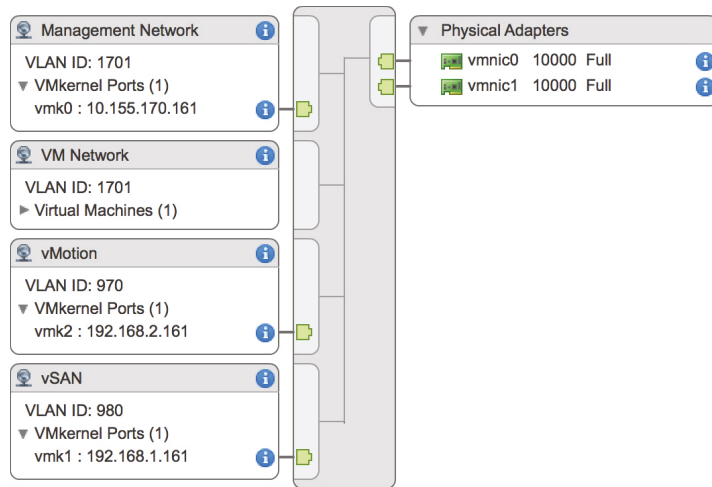 Management Network
VLAN ID: 1701
VMkernel Ports (1)
vmk0 : 10.155.170.161
VM Network
VLAN ID: 1701
Virtual Machines (1)
vMotion
VLAN ID: 970
VMkernel Ports (1)
vmk2 : 192.168.2.161
vSAN
VLAN ID: 980
VMkernel Ports (1)
vmk1 : 192.168.1.161
Physical Adapters
vmnic0 10000 Full
vmnic1 10000 Full